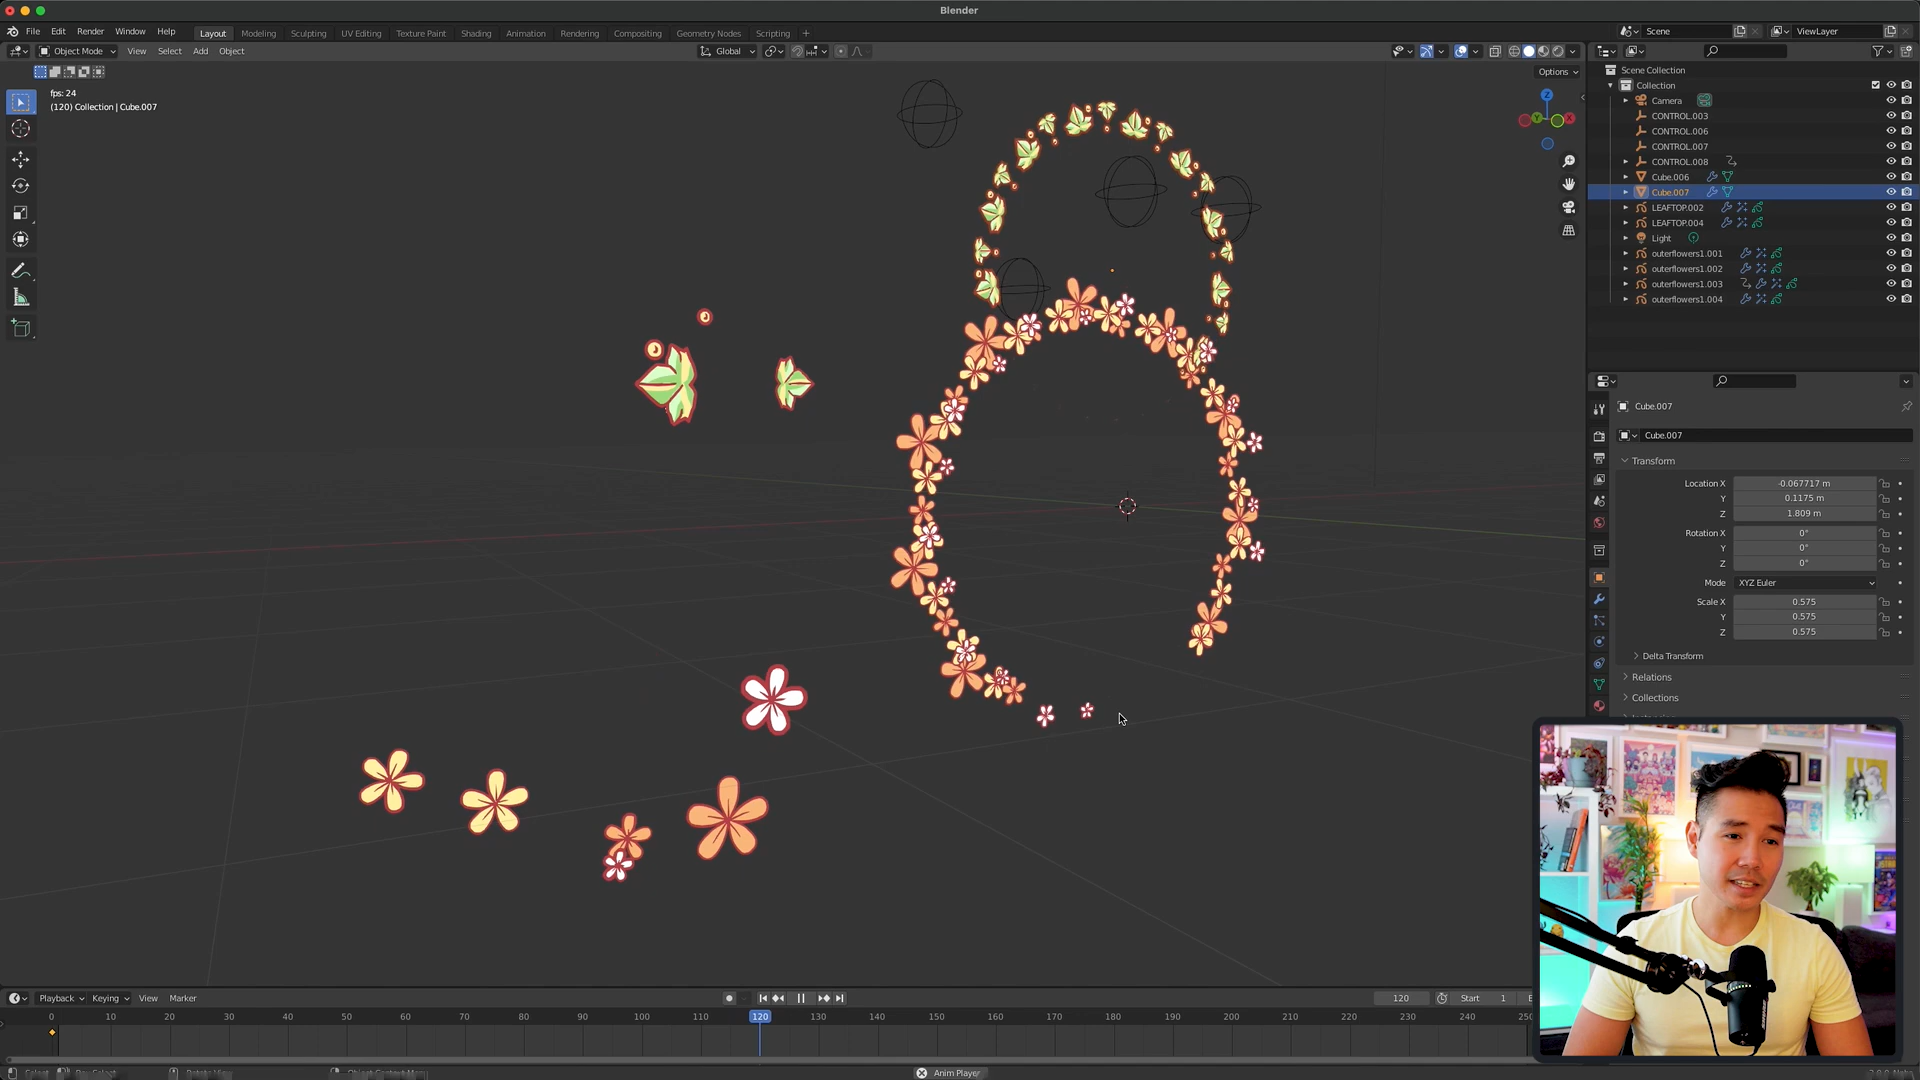 Blender
File Edit Render Window Help
Layout Modeling Sculpting UV Editing Texture Paint Shading Animation Rendering Compositing Geometry Nodes Scripting +
Scene
ViewLayer
Object Mode View Select Add Object
Global
Options
fps: 24
(120) Collection | Cube.007
Z
Y
X
Scene Collection
Collection
Camera
CONTROL.003
CONTROL.006
CONTROL.007
CONTROL.008
Cube.006
Cube.007
LEAFTOP.002
LEAFTOP.004
Light
outerflowers1.001
outerflowers1.002
outerflowers1.003
outerflowers1.004
Cube.007
Cube.007
Transform
Location X -0.067717 m
Y 0.1175 m
Z 1.809 m
Rotation X 0°
Y 0°
Z 0°
Mode XYZ Euler
Scale X 0.575
Y 0.575
Z 0.575
Delta Transform
Relations
Collections
Playback Keying View Marker
120 Start 1
0 10 20 30 40 50 60 70 80 90 100 110 120 130 140 150 160 170 180 190 200 210 220 230 240 250
Anim Player